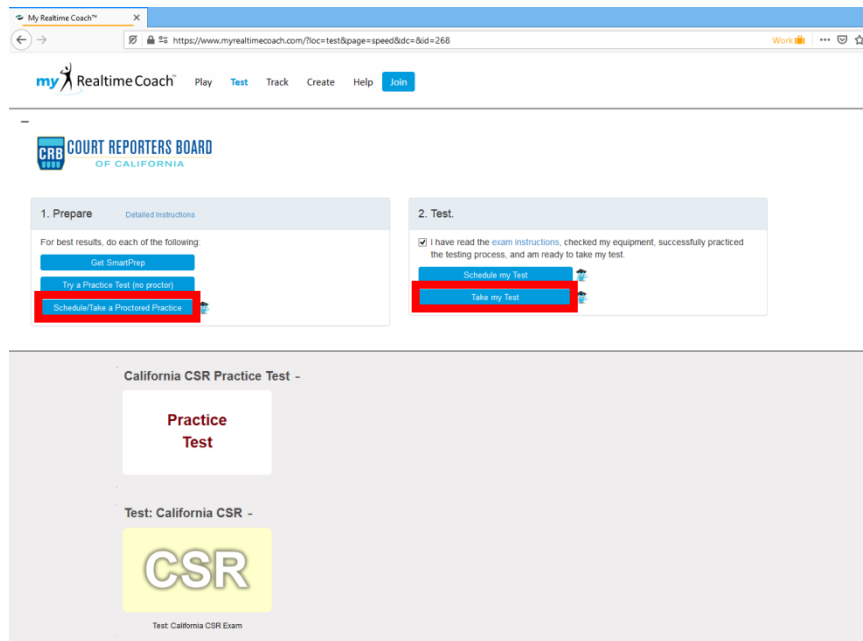 My Realtime Coach™
https://www.myrealtimecoach.com/?loc=test&page=speed&dc=&id=268
Work
my Realtime Coach™ Play Test Track Create Help Join
CRB COURT REPORTERS BOARD
OF CALIFORNIA
1. Prepare Detailed Instructions
For best results, do each of the following:
Get SmartPrep
Try a Practice Test (no proctor)
Schedule/Take a Proctored Practice
2. Test.
I have read the exam instructions, checked my equipment, successfully practiced
the testing process, and am ready to take my test.
Schedule my Test
Take my Test
California CSR Practice Test -
Practice
Test
Test: California CSR -
CSR
Test: California CSR Exam